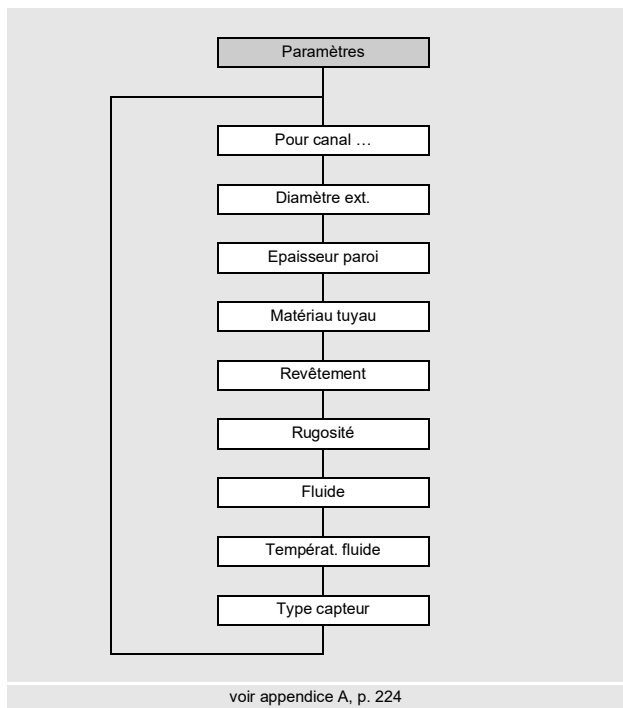 Paramètres
Pour canal …
Diamètre ext.
Epaisseur paroi
Matériau tuyau
Revêtement
Rugosité
Fluide
Températ. fluide
Type capteur
voir appendice A, p. 224